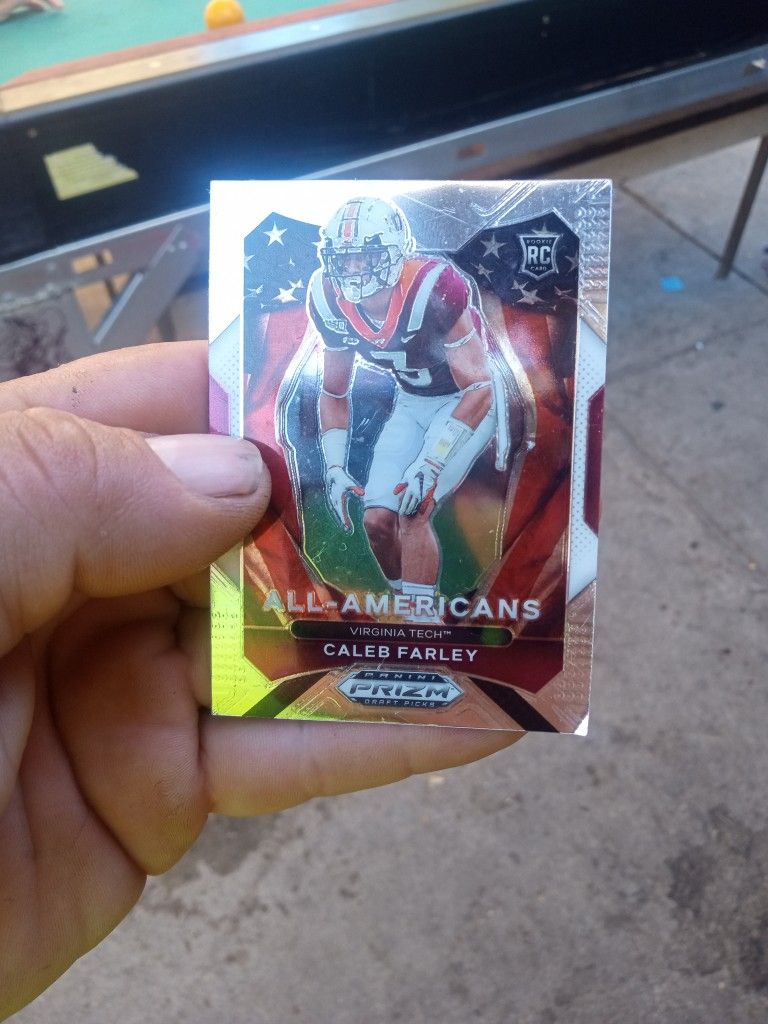 ROOKIE
RC
CARD
ALL-AMERICANS
VIRGINIA TECH™
CALEB FARLEY
PANINI
PRIZM
DRAFT PICKS